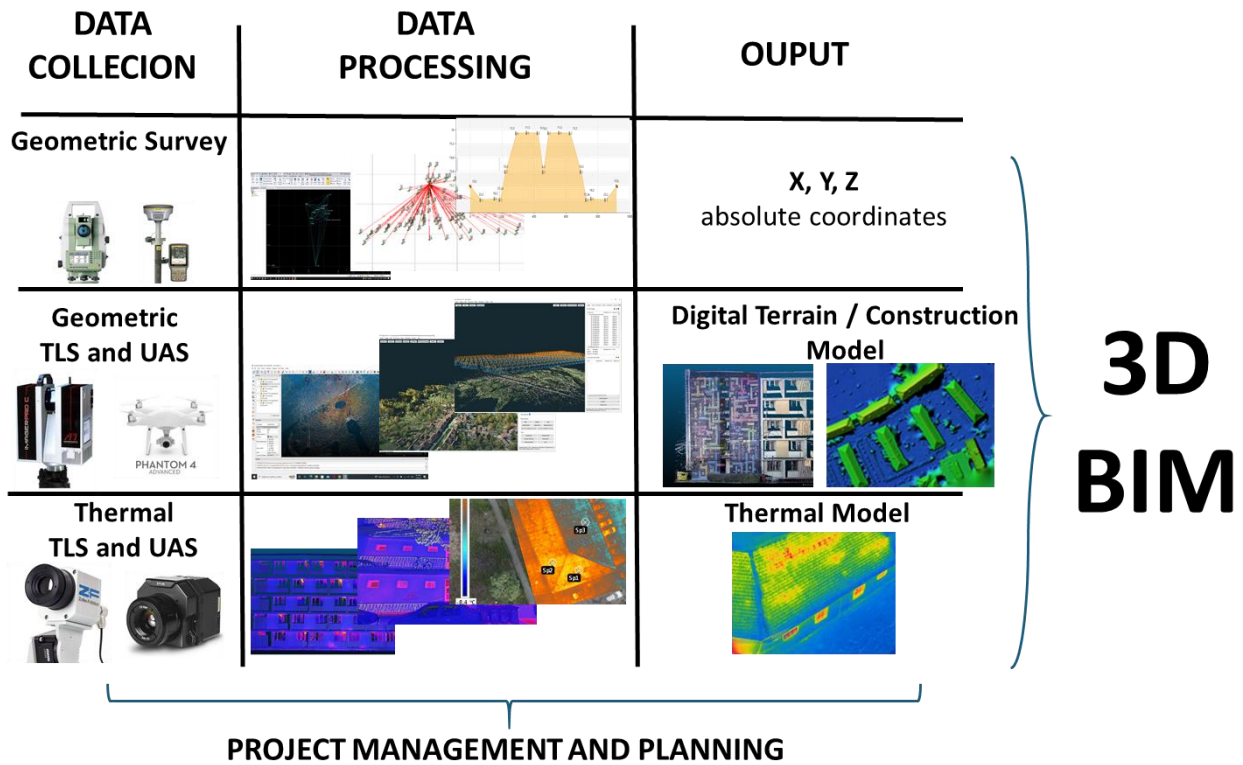 DATA
COLLECION
DATA
PROCESSING
OUPUT
Geometric Survey
X, Y, Z
absolute coordinates
Geometric
TLS and UAS
PHANTOM 4
ADVANCED
Digital Terrain / Construction
Model
Thermal
TLS and UAS
ZF
Sp3
Sp2
Sp1
Thermal Model
3D
BIM
PROJECT MANAGEMENT AND PLANNING